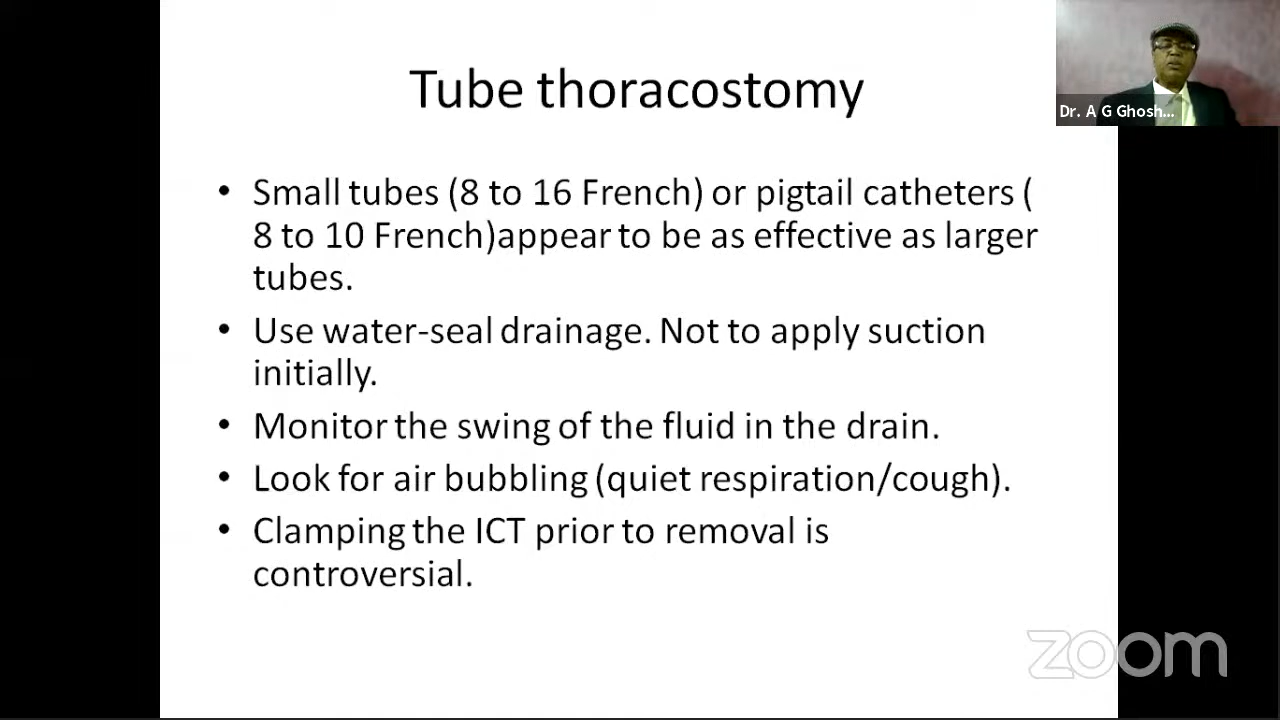 Tube thoracostomy
Dr. A G Ghosh...
• Small tubes (8 to 16 French) or pigtail catheters (
8 to 10 French)appear to be as effective as larger
tubes.
• Use water-seal drainage. Not to apply suction
initially.
• Monitor the swing of the fluid in the drain.
• Look for air bubbling (quiet respiration/cough).
• Clamping the ICT prior to removal is
controversial.
zoom